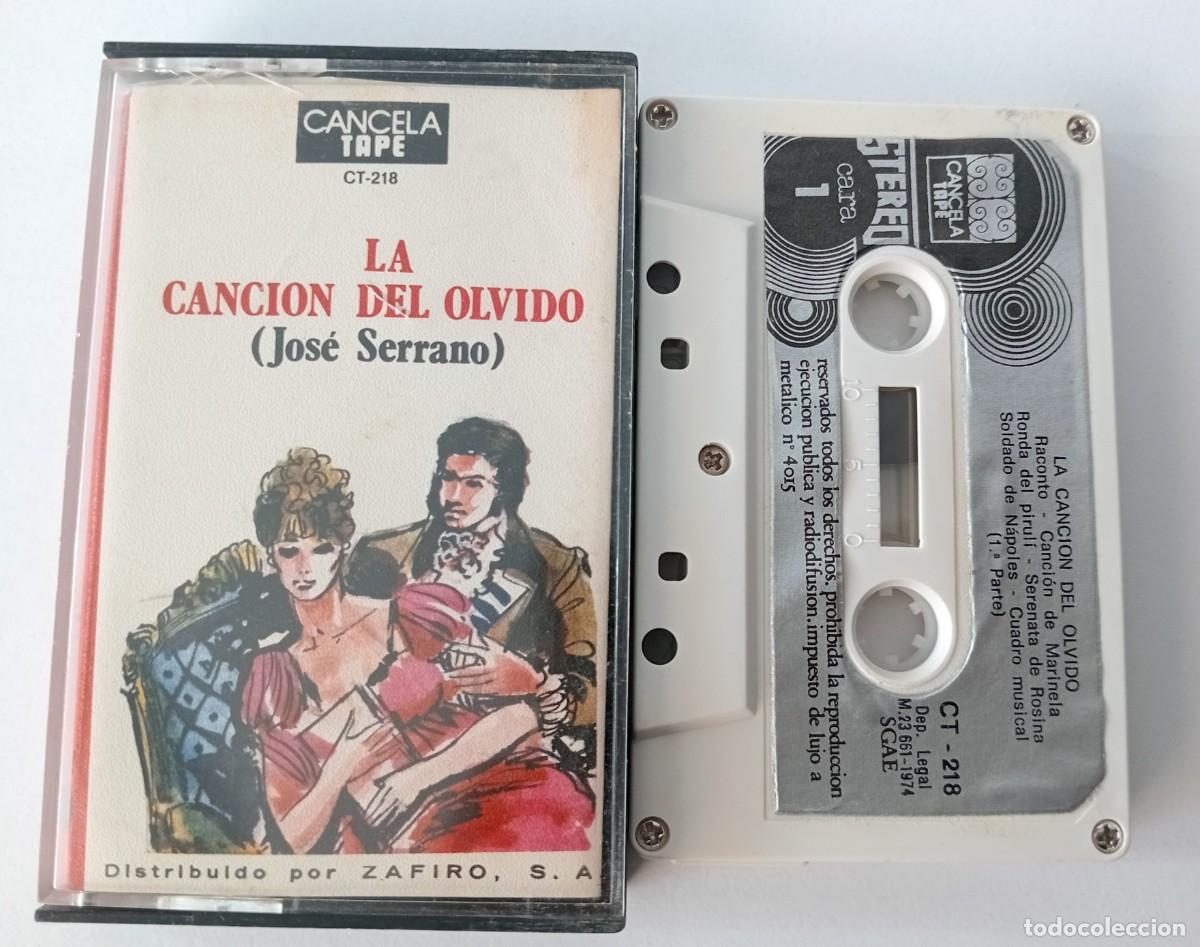 CANCELA
TAPE
CT-218
LA
CANCION DEL OLVIDO
(José Serrano)
Distribuido por ZAFIRO, S. A.
STEREO
cara
1
CANCELA
TAPE
LA CANCION DEL OLVIDO
Raconto - Canción de Marinela
Ronda del pirulí - Serenata de Rosina
Soldado de Nápoles - Cuadro musical
(1.ª Parte)
10 5 0
CT - 218
Dep. Legal
M.23 661-1974
SGAE
reservados todos los derechos. prohibida la reproduccion
ejecucion publica y radiodifusion. impuesto de lujo a
metalico n° 4015
todocoleccion